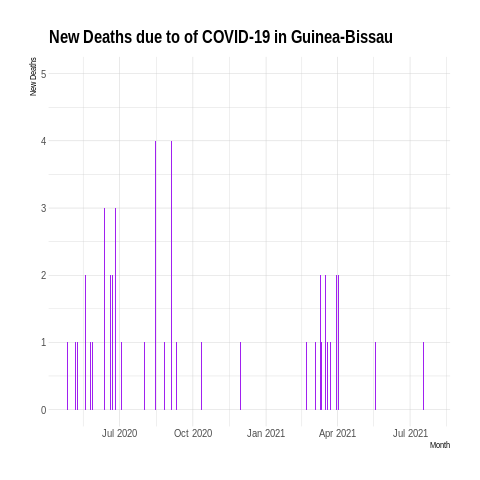 New Deaths due to of COVID-19 in Guinea-Bissau
New Deaths
5
4
3
2
1
0
Jul 2020 Oct 2020 Jan 2021 Apr 2021 Jul 2021
Month